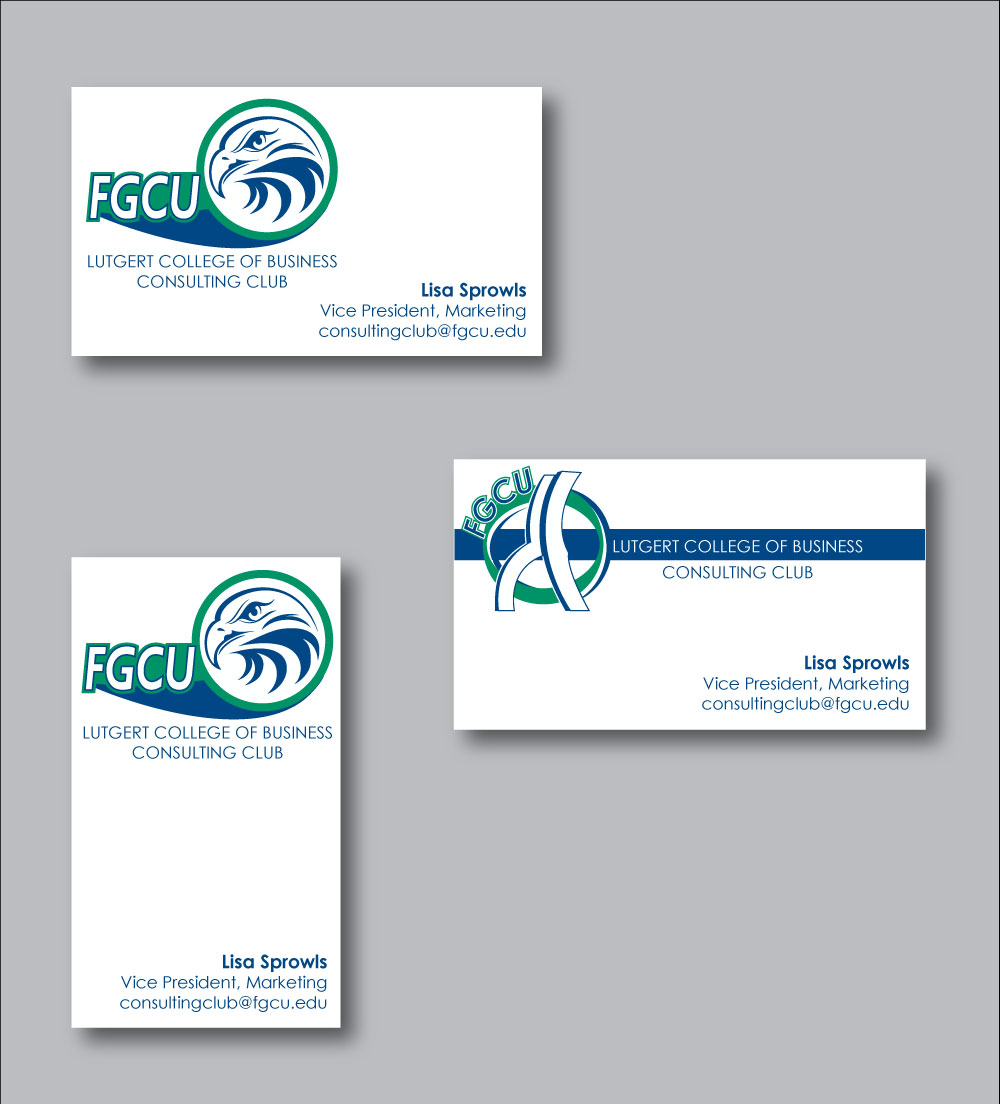 FGCU
LUTGERT COLLEGE OF BUSINESS
CONSULTING CLUB
Lisa Sprowls
Vice President, Marketing
consultingclub@fgcu.edu
FGCU
LUTGERT COLLEGE OF BUSINESS
CONSULTING CLUB
Lisa Sprowls
Vice President, Marketing
consultingclub@fgcu.edu
FGCU
LUTGERT COLLEGE OF BUSINESS
CONSULTING CLUB
Lisa Sprowls
Vice President, Marketing
consultingclub@fgcu.edu